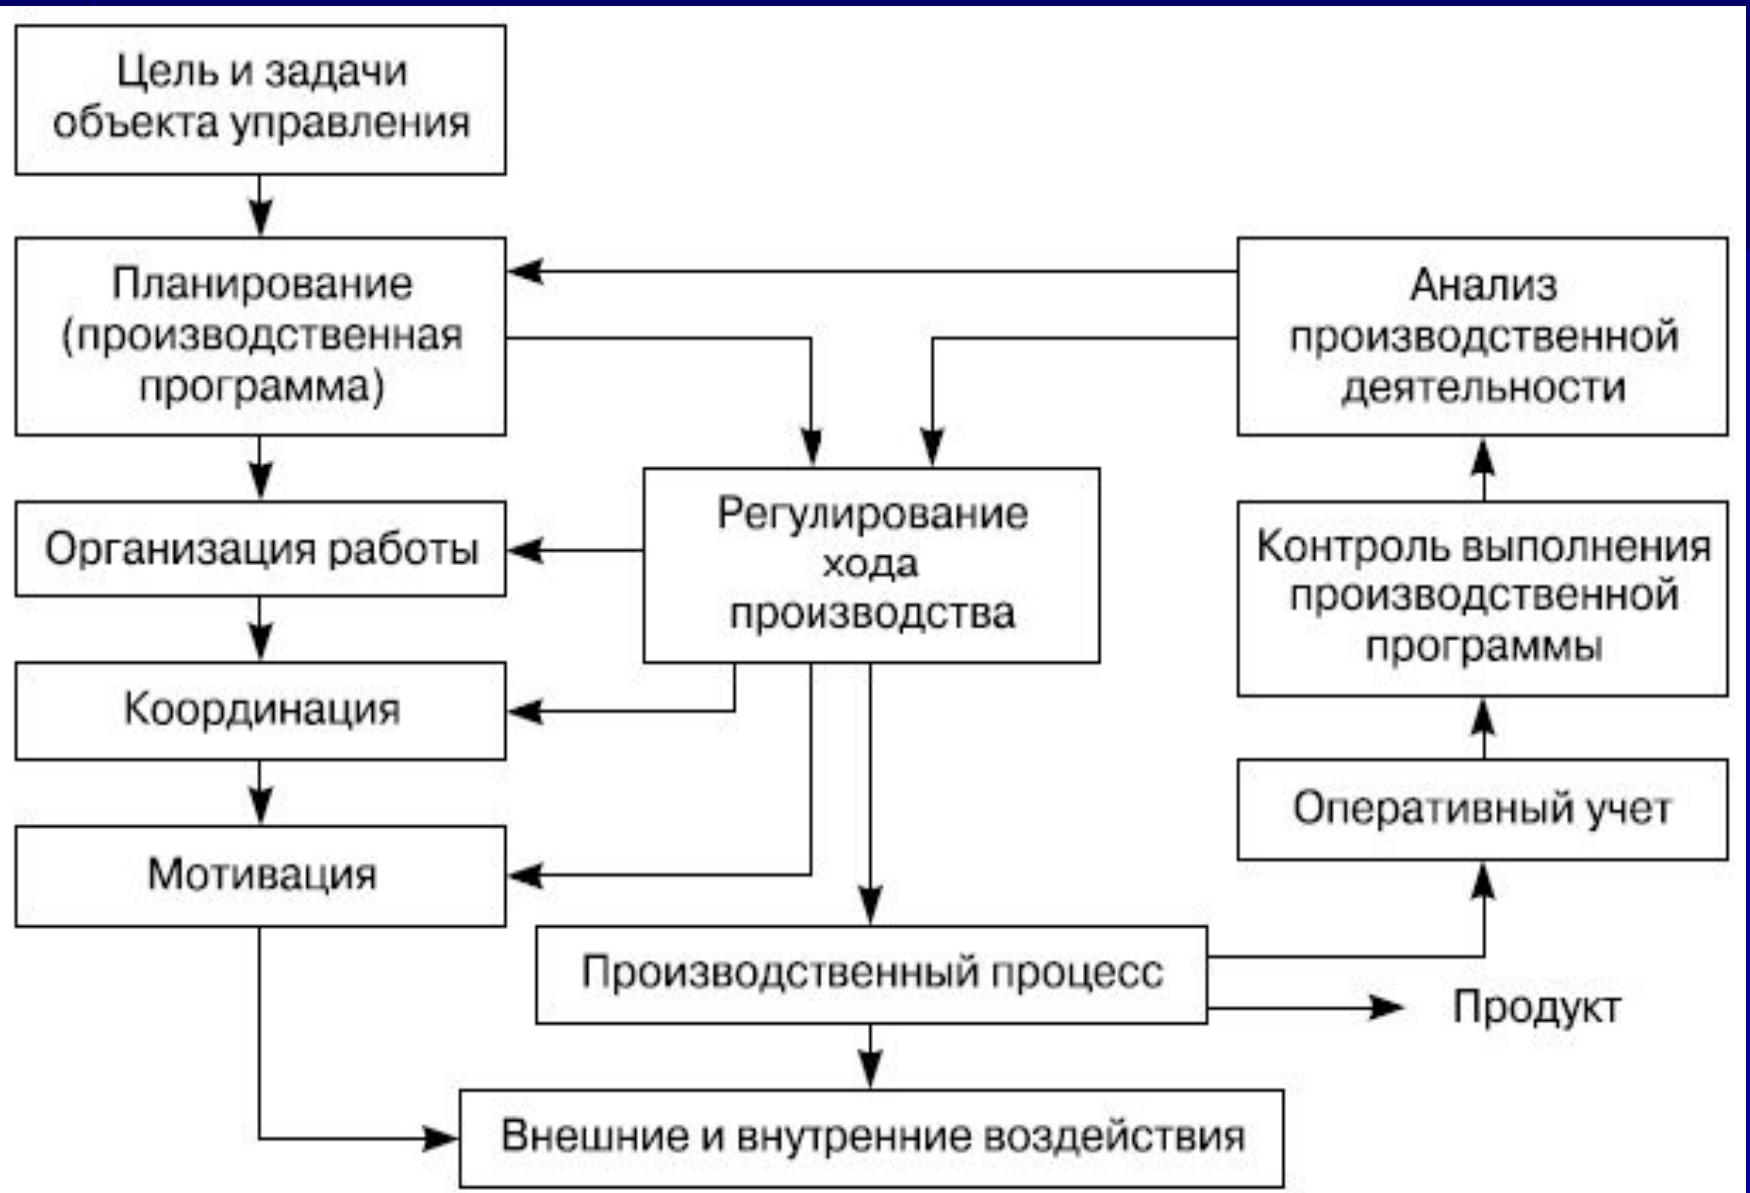 Цель и задачи
объекта управления
Планирование
(производственная
программа)
Анализ
производственной
деятельности
Организация работы
Регулирование
хода
производства
Контроль выполнения
производственной
программы
Координация
Оперативный учет
Мотивация
Производственный процесс
Продукт
Внешние и внутренние воздействия